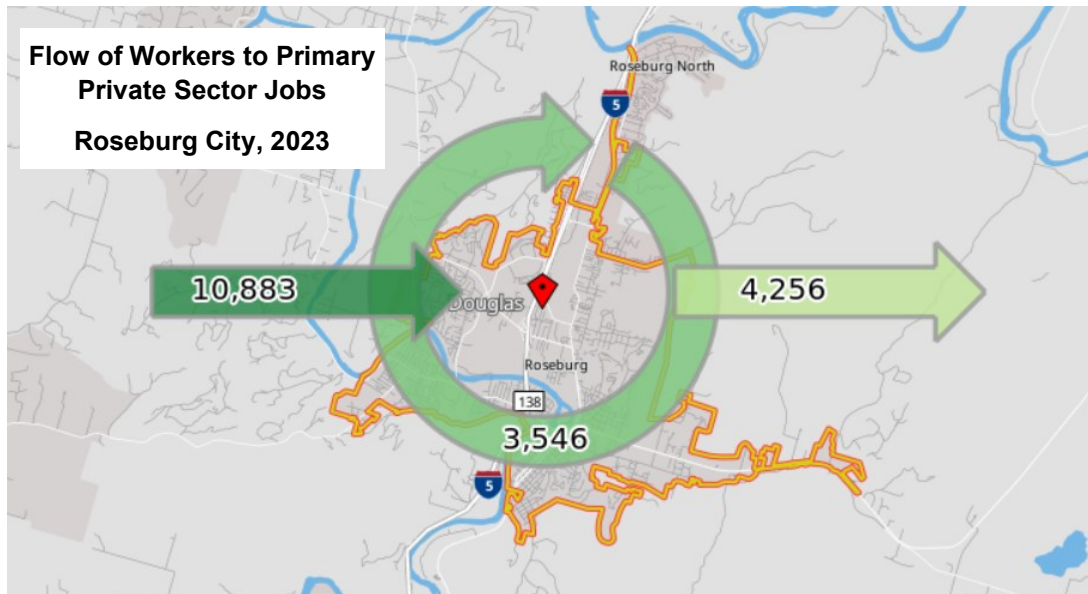 Flow of Workers to Primary
Private Sector Jobs
Roseburg City, 2023
Roseburg North
5
10,883
4,256
Douglas
Roseburg
138
3,546
5